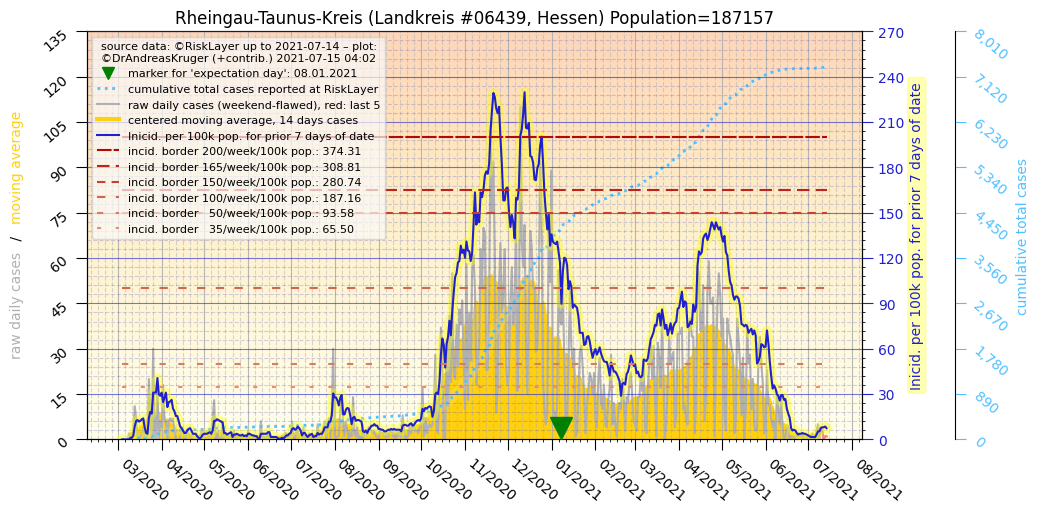 Rheingau-Taunus-Kreis (Landkreis #06439, Hessen) Population=187157
source data: ©RiskLayer up to 2021-07-14 – plot:
©DrAndreasKruger (+contrib.) 2021-07-15 04:02
marker for 'expectation day': 08.01.2021
cumulative total cases reported at RiskLayer
raw daily cases (weekend-flawed), red: last 5
centered moving average, 14 days cases
Inicid. per 100k pop. for prior 7 days of date
incid. border 200/week/100k pop.: 374.31
incid. border 165/week/100k pop.: 308.81
incid. border 150/week/100k pop.: 280.74
incid. border 100/week/100k pop.: 187.16
incid. border 50/week/100k pop.: 93.58
incid. border 35/week/100k pop.: 65.50
raw daily cases / moving average
135
120
105
90
75
60
45
30
15
0
270
240
210
180
150
120
90
60
30
0
Inicid. per 100k pop. for prior 7 days of date
8,010
7,120
6,230
5,340
4,450
3,560
2,670
1,780
890
0
cumulative total cases
03/2020
04/2020
05/2020
06/2020
07/2020
08/2020
09/2020
10/2020
11/2020
12/2020
01/2021
02/2021
03/2021
04/2021
05/2021
06/2021
07/2021
08/2021